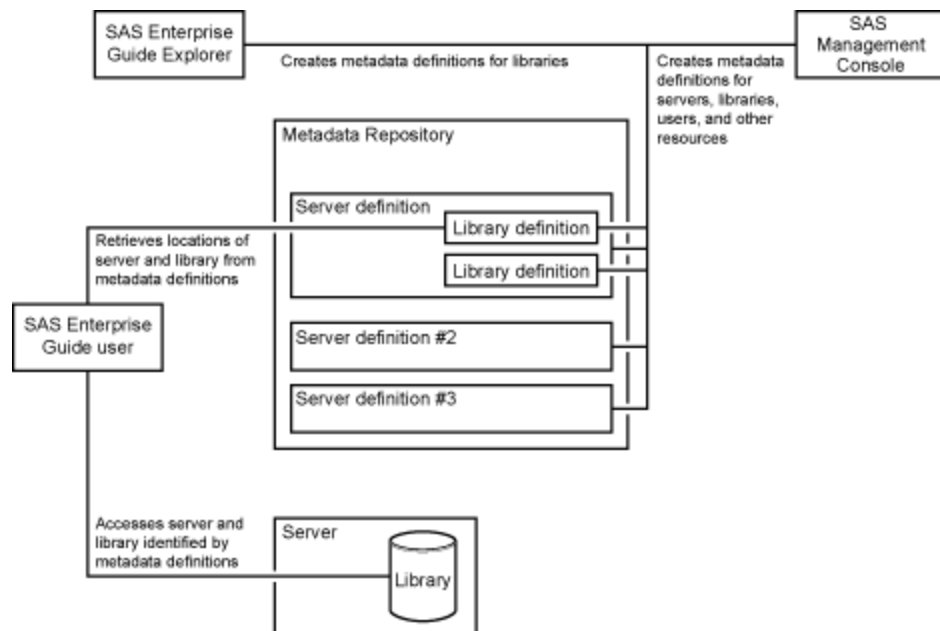 SAS Enterprise
Guide Explorer
SAS
Management
Console
Creates metadata definitions for libraries
Creates metadata
definitions for
servers, libraries,
users, and other
resources
Metadata Repository
Server definition
Library definition
Library definition
Retrieves locations of
server and library from
metadata definitions
SAS Enterprise
Guide user
Server definition #2
Server definition #3
Accesses server and
library identified by
metadata definitions
Server
Library